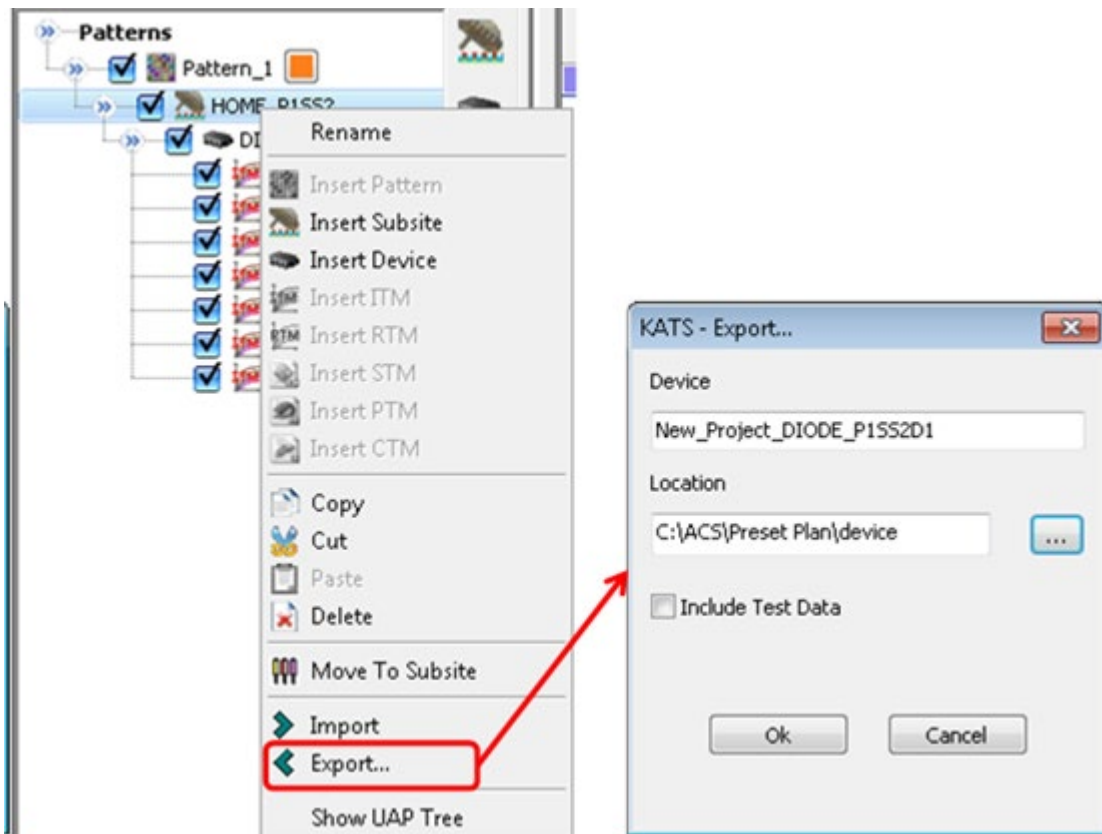 Patterns
Pattern_1
HOME_P1SS2
DI
Rename
Insert Pattern
Insert Subsite
Insert Device
Insert ITM
Insert RTM
Insert STM
Insert PTM
Insert CTM
Copy
Cut
Paste
Delete
Move To Subsite
Import
Export...
Show UAP Tree
KATS - Export...
Device
New_Project_DIODE_P1SS2D1
Location
C:\ACS\Preset Plan\device
...
Include Test Data
Ok
Cancel